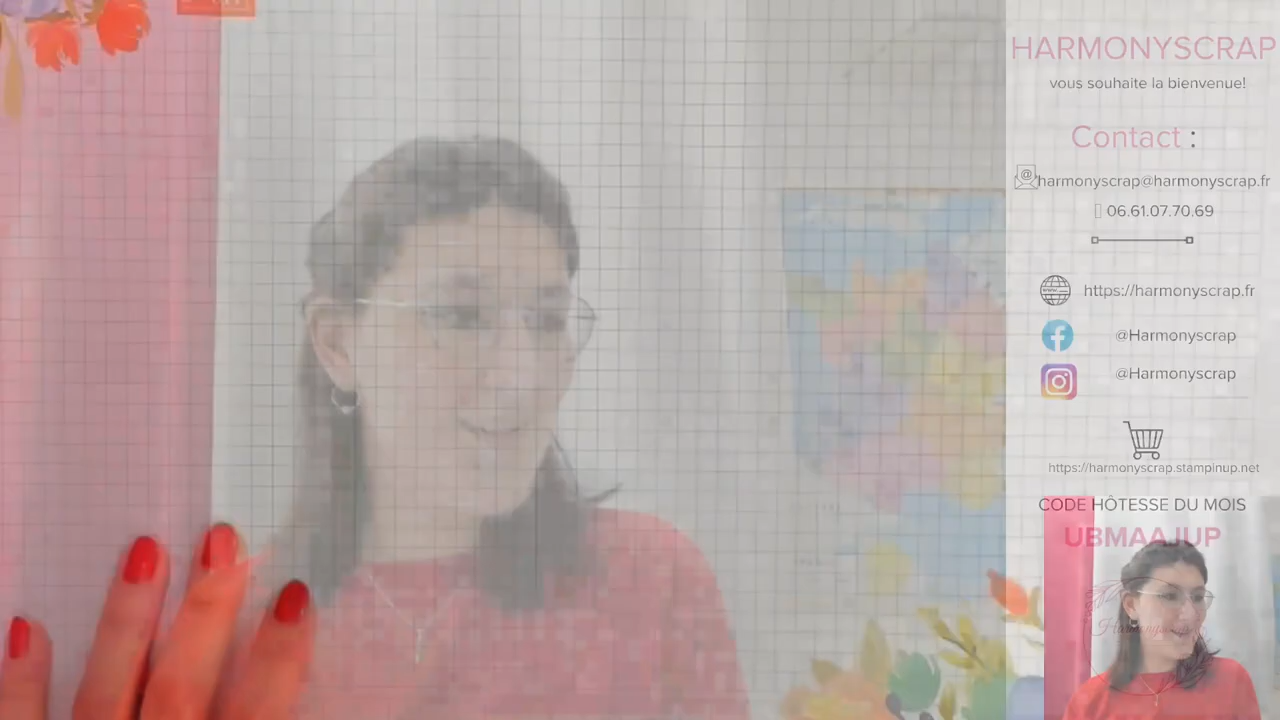 HARMONYSCRAP
vous souhaite la bienvenue!
Contact :
harmonyscrap@harmonyscrap.fr
06.61.07.70.69
https://harmonyscrap.fr
@Harmonyscrap
@Harmonyscrap
https://harmonyscrap.stampinup.net
CODE HÔTESSE DU MOIS
UBMAAJUP
Harmonyscrap